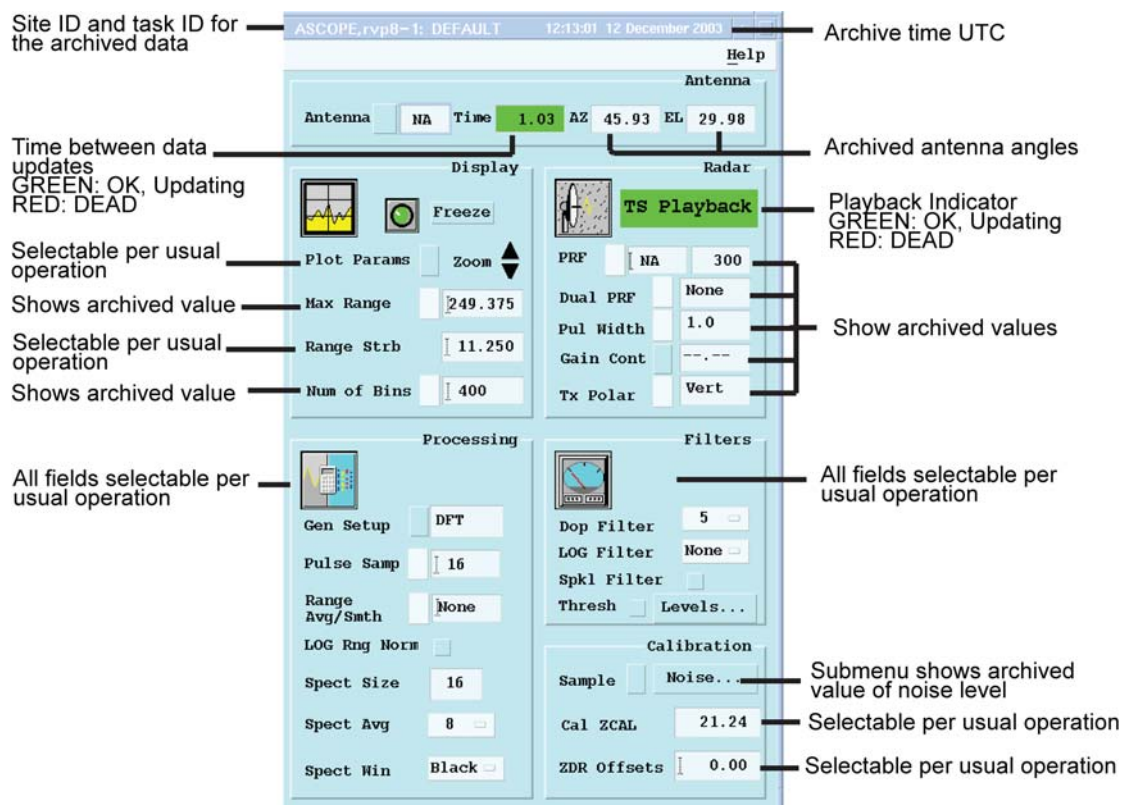 Site ID and task ID for
the archived data
ASCOPE,rvp8-1: DEFAULT 12:13:01 12 December 2003
Archive time UTC
Help
Antenna
Antenna NA Time 1.03 AZ 45.93 EL 29.98
Time between data
updates
GREEN: OK, Updating
RED: DEAD
Archived antenna angles
Display
Freeze
Selectable per usual
operation
Plot Params Zoom
Shows archived value
Max Range 249.375
Selectable per usual
operation
Range Strb 11.250
Shows archived value
Num of Bins 400
Radar
TS Playback
Playback Indicator
GREEN: OK, Updating
RED: DEAD
PRF NA 300
Dual PRF None
Pul Width 1.0
Gain Cont --.--
Tx Polar Vert
Show archived values
Processing
All fields selectable per
usual operation
Gen Setup DFT
Pulse Samp 16
Range
Avg/Smth None
LOG Rng Norm
Spect Size 16
Spect Avg 8
Spect Win Black
Filters
All fields selectable per
usual operation
Dop Filter 5
LOG Filter None
Spkl Filter
Thresh Levels...
Calibration
Sample Noise...
Submenu shows archived
value of noise level
Cal ZCAL 21.24
Selectable per usual operation
ZDR Offsets 0.00
Selectable per usual operation